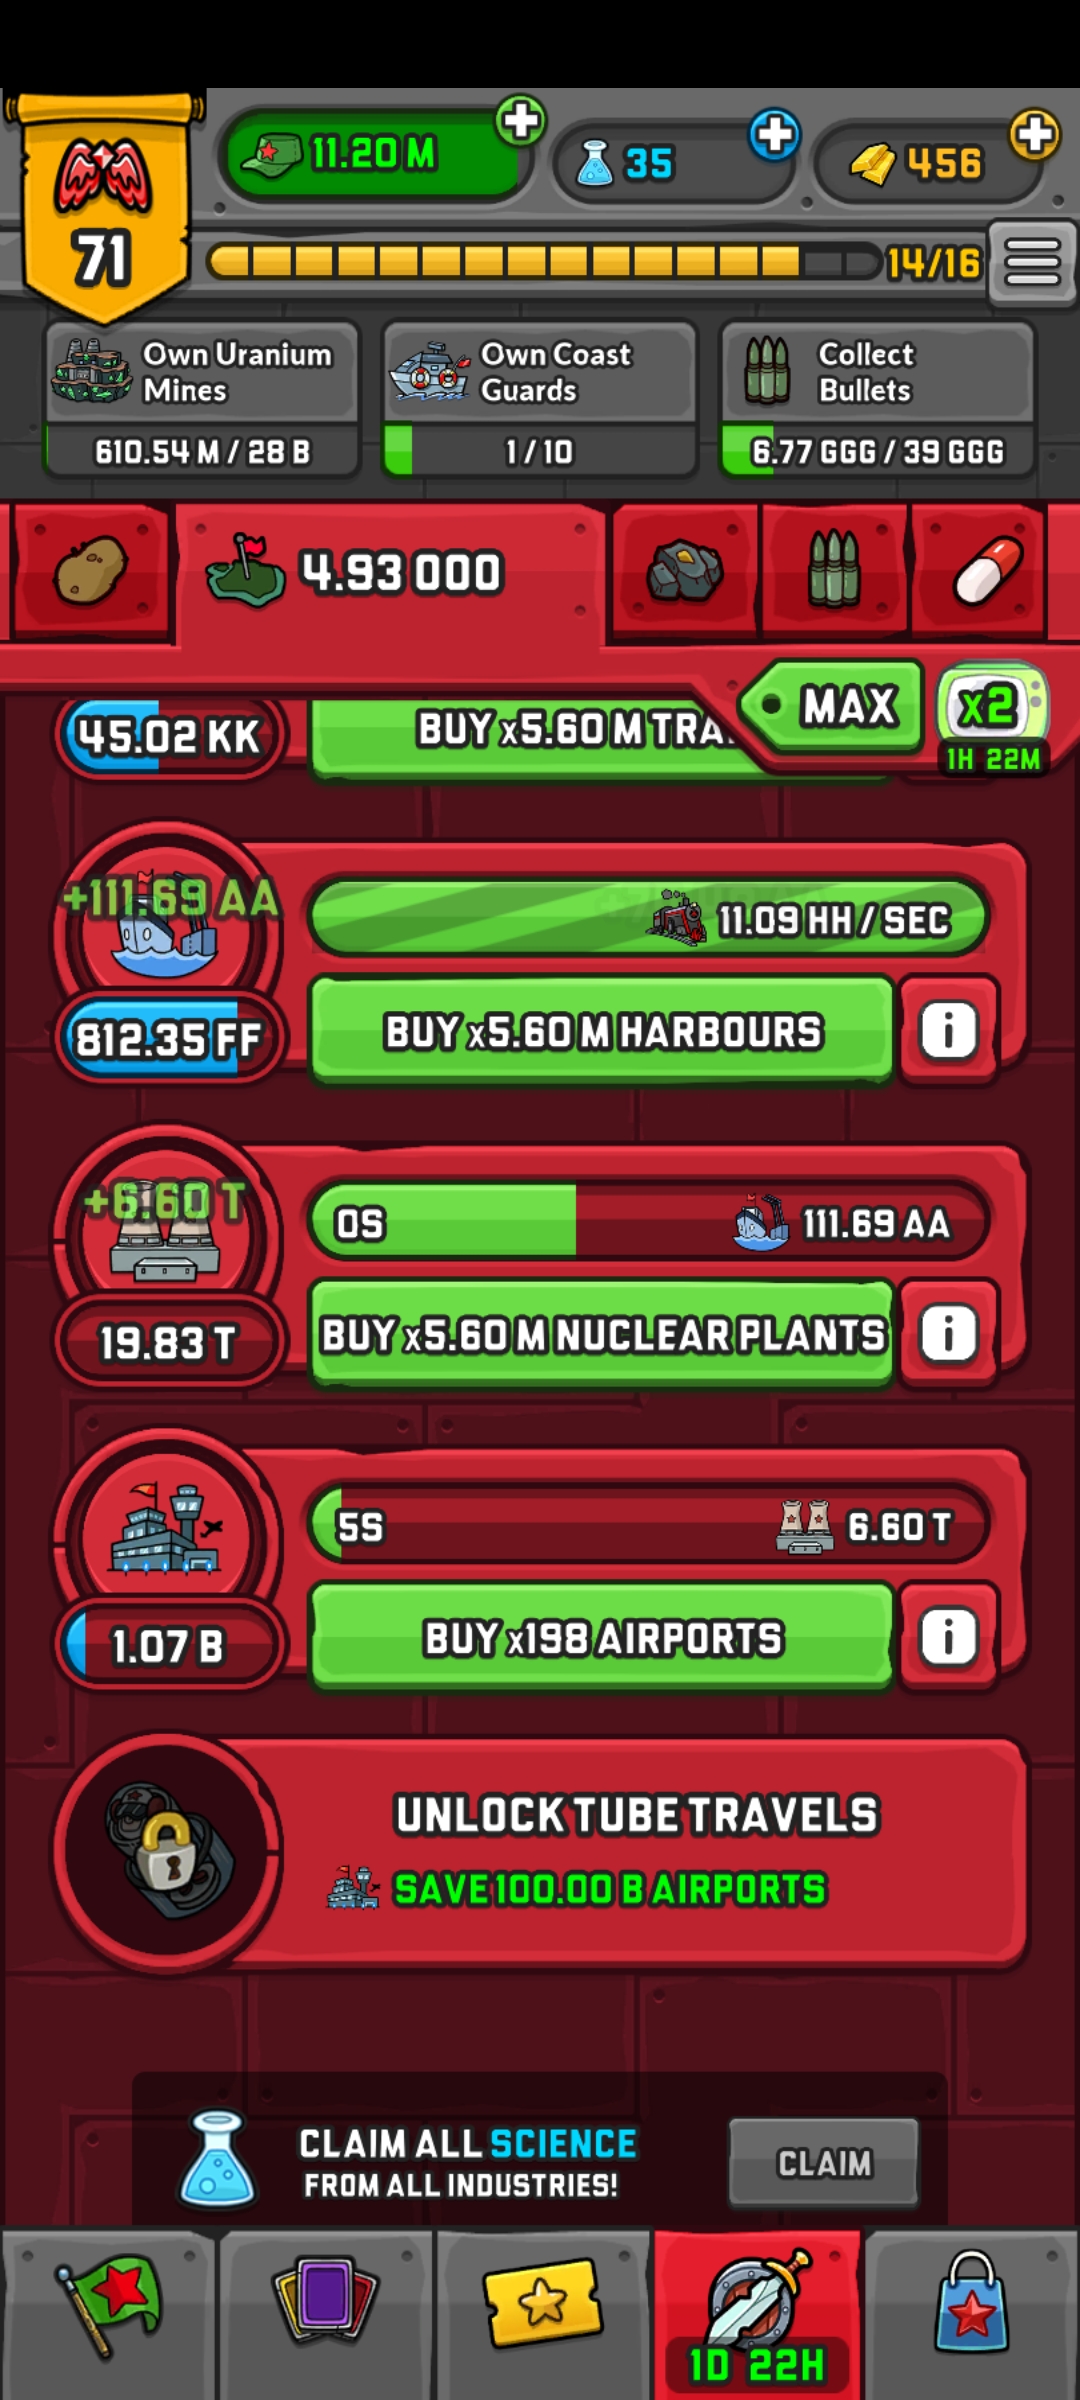 11.20 M
35
456
71
14/16
Own Uranium
Mines
610.54 M / 28 B
Own Coast
Guards
1 / 10
Collect
Bullets
6.77 GGG / 39 GGG
4.93 000
MAX
x2
1H 22M
45.02 KK
BUY x5.60 M TRA
+111.69 AA
11.09 HH / SEC
812.35 FF
BUY x5.60 M HARBOURS
i
+6.60 T
0S
111.69 AA
19.83 T
BUY x5.60 M NUCLEAR PLANTS
i
5S
6.60 T
1.07 B
BUY x198 AIRPORTS
i
UNLOCK TUBE TRAVELS
SAVE 100.00 B AIRPORTS
CLAIM ALL SCIENCE
FROM ALL INDUSTRIES!
CLAIM
1D 22H